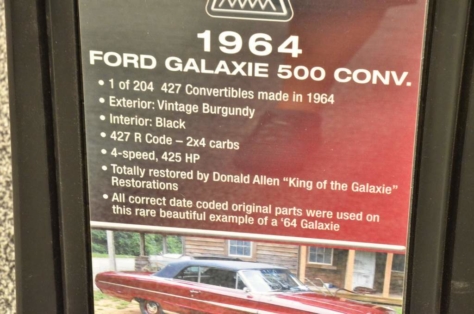 1964
FORD GALAXIE 500 CONV.
• 1 of 204 427 Convertibles made in 1964
• Exterior: Vintage Burgundy
• Interior: Black
• 427 R Code – 2x4 carbs
• 4-speed, 425 HP
• Totally restored by Donald Allen “King of the Galaxie”
Restorations
• All correct date coded original parts were used on
this rare beautiful example of a ‘64 Galaxie